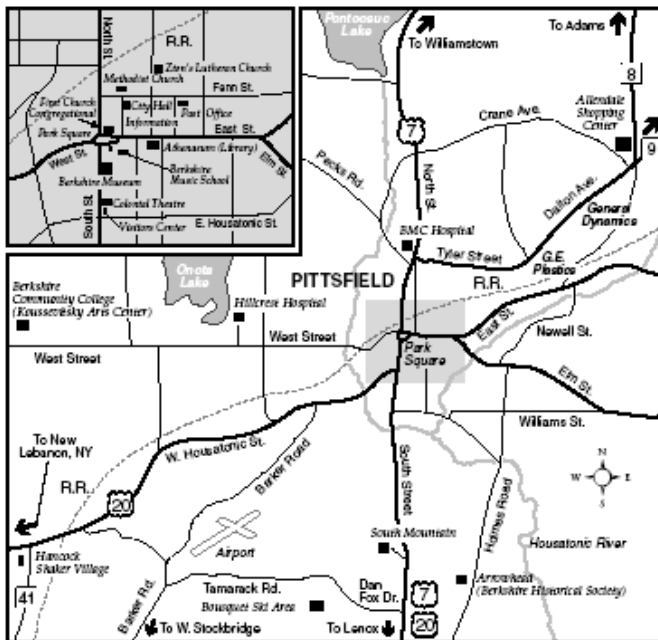 North St.
R.R.
Zion's Lutheran Church
Methodist Church
Fenn St.
First Church
Congregational
City Hall
Information
Post Office
East St.
Park Square
West St.
Athenaeum (Library)
Elm St.
Berkshire
Music School
Berkshire Museum
South St.
Colonial Theatre
Visitors Center
E. Housatonic St.
Pontoosuc
Lake
To Williamstown
To Adams
8
Allendale
Shopping
Center
9
Crane Ave.
7
Pecks Rd.
North St.
Dalton Ave.
General
Dynamics
BMC Hospital
Tyler Street
G.E.
Plastics
Onota
Lake
PITTSFIELD
R.R.
Berkshire
Community College
(Koussevitsky Arts Center)
Hillcrest Hospital
East St.
Newell St.
West Street
West Street
Park
Square
Elm St.
Williams St.
To New
Lebanon, NY
W. Housatonic St.
Barker Road
South Street
R.R.
20
N
W
E
S
Holmes Road
Airport
South Mountain
Housatonic River
Hancock
Shaker Village
41
Barker Rd.
Tamarack Rd.
Bousquet Ski Area
Dan
Fox Dr.
7
20
Arrowhead
(Berkshire Historical Society)
To W. Stockbridge
To Lenox